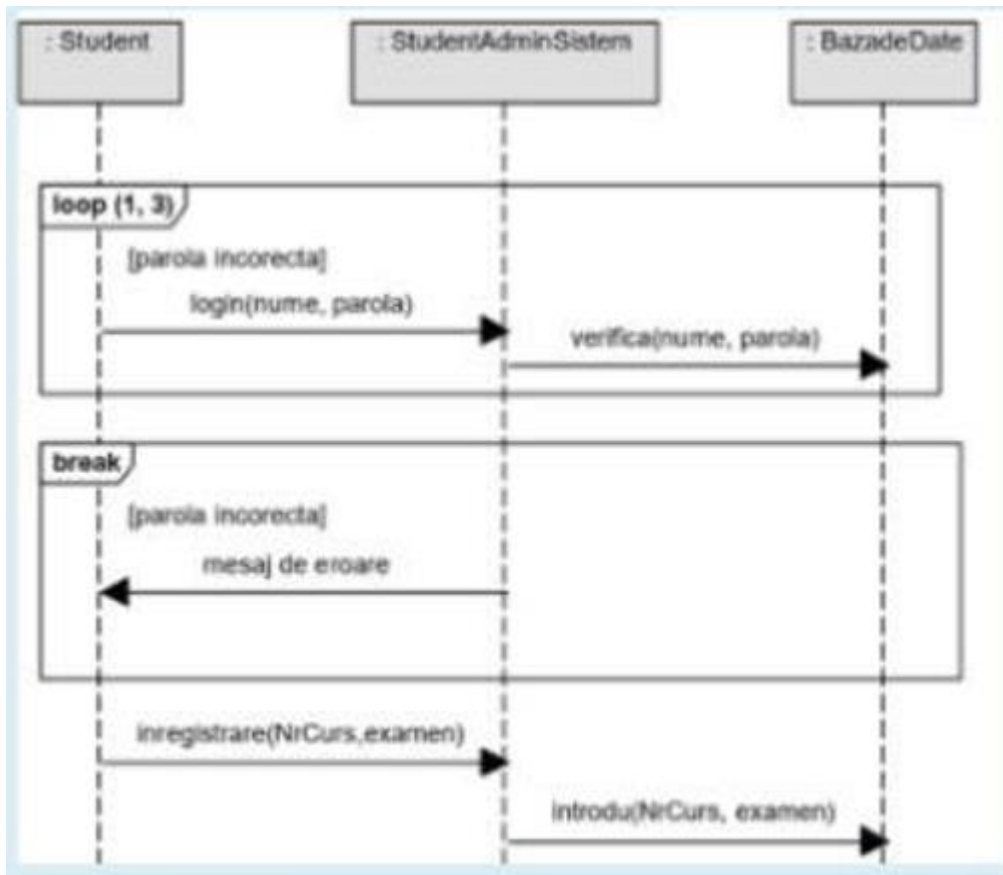 : Student
: StudentAdminSistem
: BazadeDate
loop (1, 3)
[parola incorecta]
login(nume, parola)
verifica(nume, parola)
break
[parola incorecta]
mesaj de eroare
inregistrare(NrCurs,examen)
introdu(NrCurs, examen)